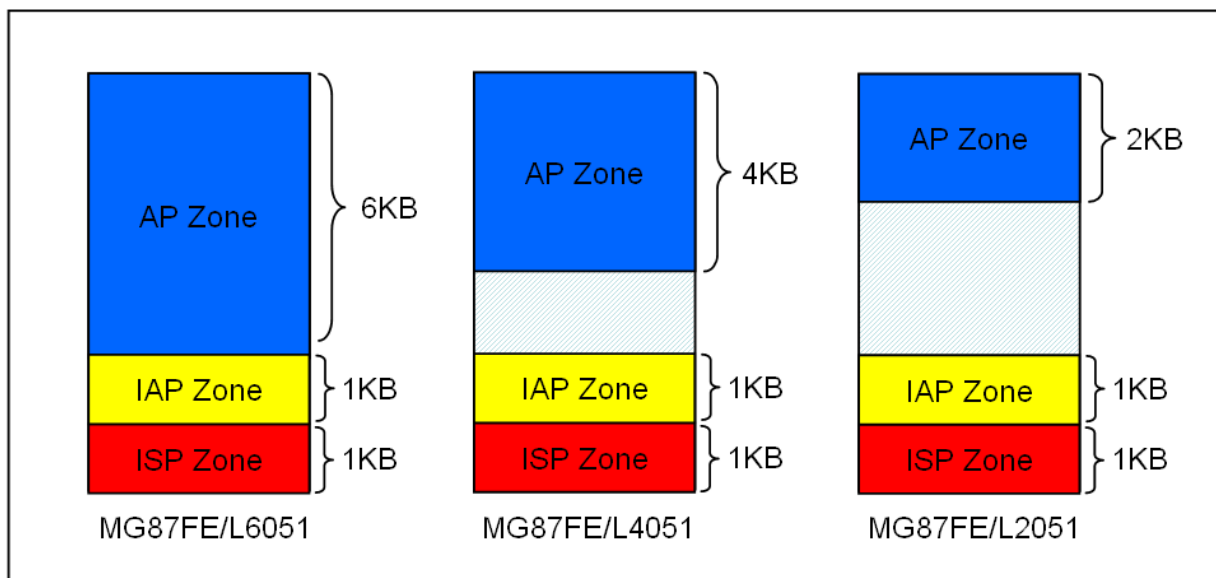 AP Zone
6KB
IAP Zone
1KB
ISP Zone
1KB
MG87FE/L6051
AP Zone
4KB
IAP Zone
1KB
ISP Zone
1KB
MG87FE/L4051
AP Zone
2KB
IAP Zone
1KB
ISP Zone
1KB
MG87FE/L2051